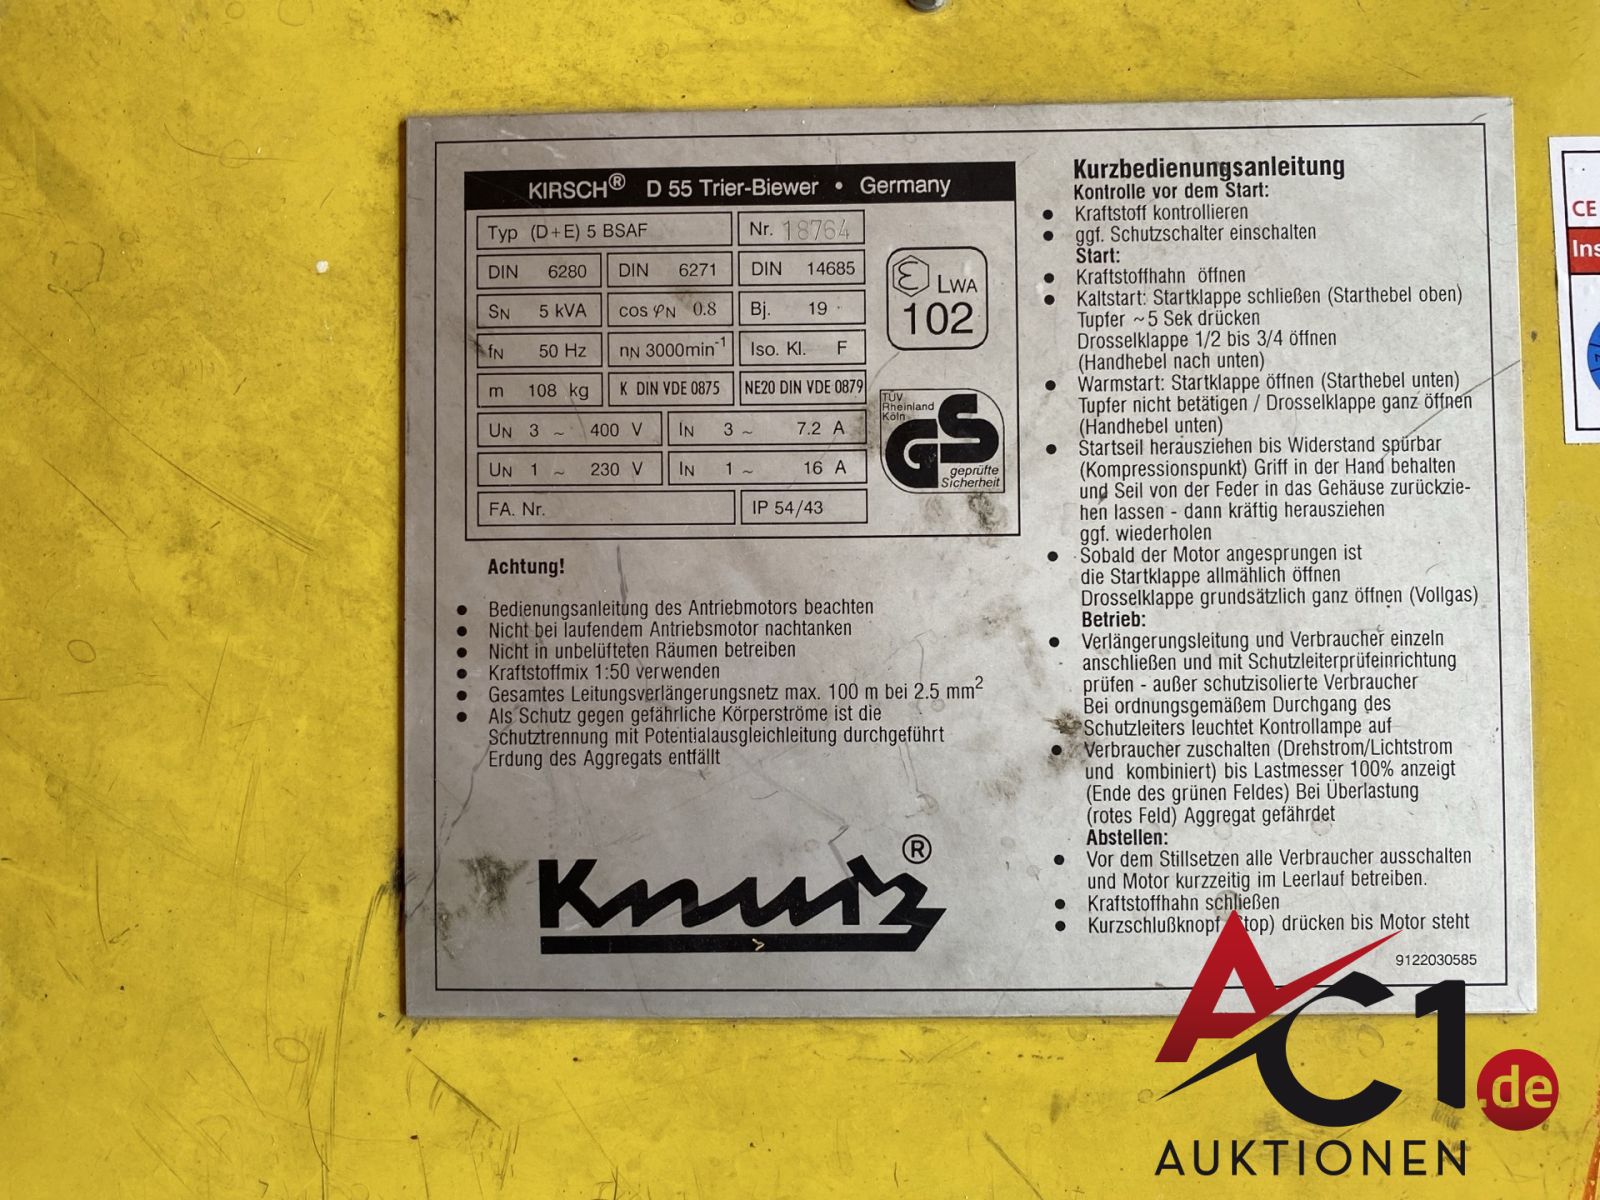 KIRSCH® D 55 Trier-Biewer • Germany
Typ (D+E) 5 BSAF Nr. 18764
DIN 6280 DIN 6271 DIN 14685
SN 5 kVA cos φN 0.8 Bj. 19
fN 50 Hz nN 3000min-1 Iso. Kl. F
m 108 kg K DIN VDE 0875 NE20 DIN VDE 0879
UN 3 ~ 400 V IN 3 ~ 7.2 A
UN 1 ~ 230 V IN 1 ~ 16 A
FA. Nr. IP 54/43
LWA
102
TÜV
Rheinland
Köln
GS
geprüfte
Sicherheit
Achtung!
• Bedienungsanleitung des Antriebmotors beachten
• Nicht bei laufendem Antriebsmotor nachtanken
• Nicht in unbelüfteten Räumen betreiben
• Kraftstoffmix 1:50 verwenden
• Gesamtes Leitungsverlängerungsnetz max. 100 m bei 2.5 mm2
• Als Schutz gegen gefährliche Körperströme ist die
Schutztrennung mit Potentialausgleichleitung durchgeführt
Erdung des Aggregats entfällt
Knurz®
Kurzbedienungsanleitung
Kontrolle vor dem Start:
• Kraftstoff kontrollieren
• ggf. Schutzschalter einschalten
Start:
• Kraftstoffhahn öffnen
• Kaltstart: Startklappe schließen (Starthebel oben)
Tupfer ~5 Sek drücken
Drosselklappe 1/2 bis 3/4 öffnen
(Handhebel nach unten)
• Warmstart: Startklappe öffnen (Starthebel unten)
Tupfer nicht betätigen / Drosselklappe ganz öffnen
(Handhebel unten)
• Startseil herausziehen bis Widerstand spürbar
(Kompressionspunkt) Griff in der Hand behalten
und Seil von der Feder in das Gehäuse zurückzie-
hen lassen - dann kräftig herausziehen
ggf. wiederholen
• Sobald der Motor angesprungen ist
die Startklappe allmählich öffnen
Drosselklappe grundsätzlich ganz öffnen (Vollgas)
Betrieb:
• Verlängerungsleitung und Verbraucher einzeln
anschließen und mit Schutzleiterprüfeinrichtung
prüfen - außer schutzisolierte Verbraucher
Bei ordnungsgemäßem Durchgang des
Schutzleiters leuchtet Kontrollampe auf
• Verbraucher zuschalten (Drehstrom/Lichtstrom
und kombiniert) bis Lastmesser 100% anzeigt
(Ende des grünen Feldes) Bei Überlastung
(rotes Feld) Aggregat gefährdet
Abstellen:
• Vor dem Stillsetzen alle Verbraucher ausschalten
und Motor kurzzeitig im Leerlauf betreiben.
• Kraftstoffhahn schließen
• Kurzschlußknopf (Stop) drücken bis Motor steht
9122030585
CE
Ins
AC1.de
AUKTIONEN